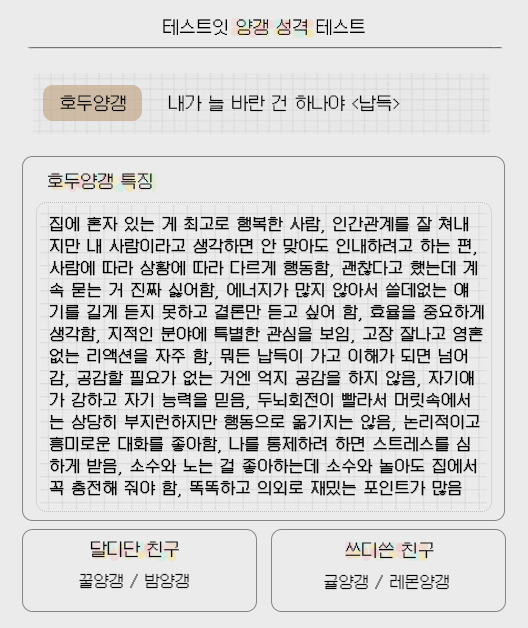 테스트잇 양갱 성격 테스트
호두양갱 내가 늘 바란 건 하나야 <납득>
호두양갱 특징
집에 혼자 있는 게 최고로 행복한 사람, 인간관계를 잘 쳐내
지만 내 사람이라고 생각하면 안 맞아도 인내하려고 하는 편,
사람에 따라 상황에 따라 다르게 행동함, 괜찮다고 했는데 계
속 묻는 거 진짜 싫어함, 에너지가 많지 않아서 쓸데없는 얘
기를 길게 듣지 못하고 결론만 듣고 싶어 함, 효율을 중요하게
생각함, 지적인 분야에 특별한 관심을 보임, 고장 잘나고 영혼
없는 리액션을 자주 함, 뭐든 납득이 가고 이해가 되면 넘어
감, 공감할 필요가 없는 거엔 억지 공감을 하지 않음, 자기애
가 강하고 자기 능력을 믿음, 두뇌회전이 빨라서 머릿속에서
는 상당히 부지런하지만 행동으로 옮기지는 않음, 논리적이고
흥미로운 대화를 좋아함, 나를 통제하려 하면 스트레스를 심
하게 받음, 소수와 노는 걸 좋아하는데 소수와 놀아도 집에서
꼭 충전해 줘야 함, 똑똑하고 의외로 재밌는 포인트가 많음
달디단 친구
꿀양갱 / 밤양갱
쓰디쓴 친구
귤양갱 / 레몬양갱